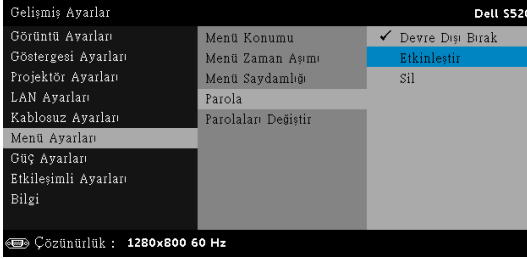 Gelişmiş Ayarlar
Dell S520
Görüntü Ayarları
Göstergesi Ayarları
Projektör Ayarları
LAN Ayarları
Kablosuz Ayarları
Menü Ayarları
Güç Ayarları
Etkileşimli Ayarları
Bilgi
Menü Konumu
Menü Zaman Aşımı
Menü Saydamlığı
Parola
Parolaları Değiştir
Devre Dışı Bırak
Etkinleştir
Sil
Çözünürlük : 1280x800 60 Hz